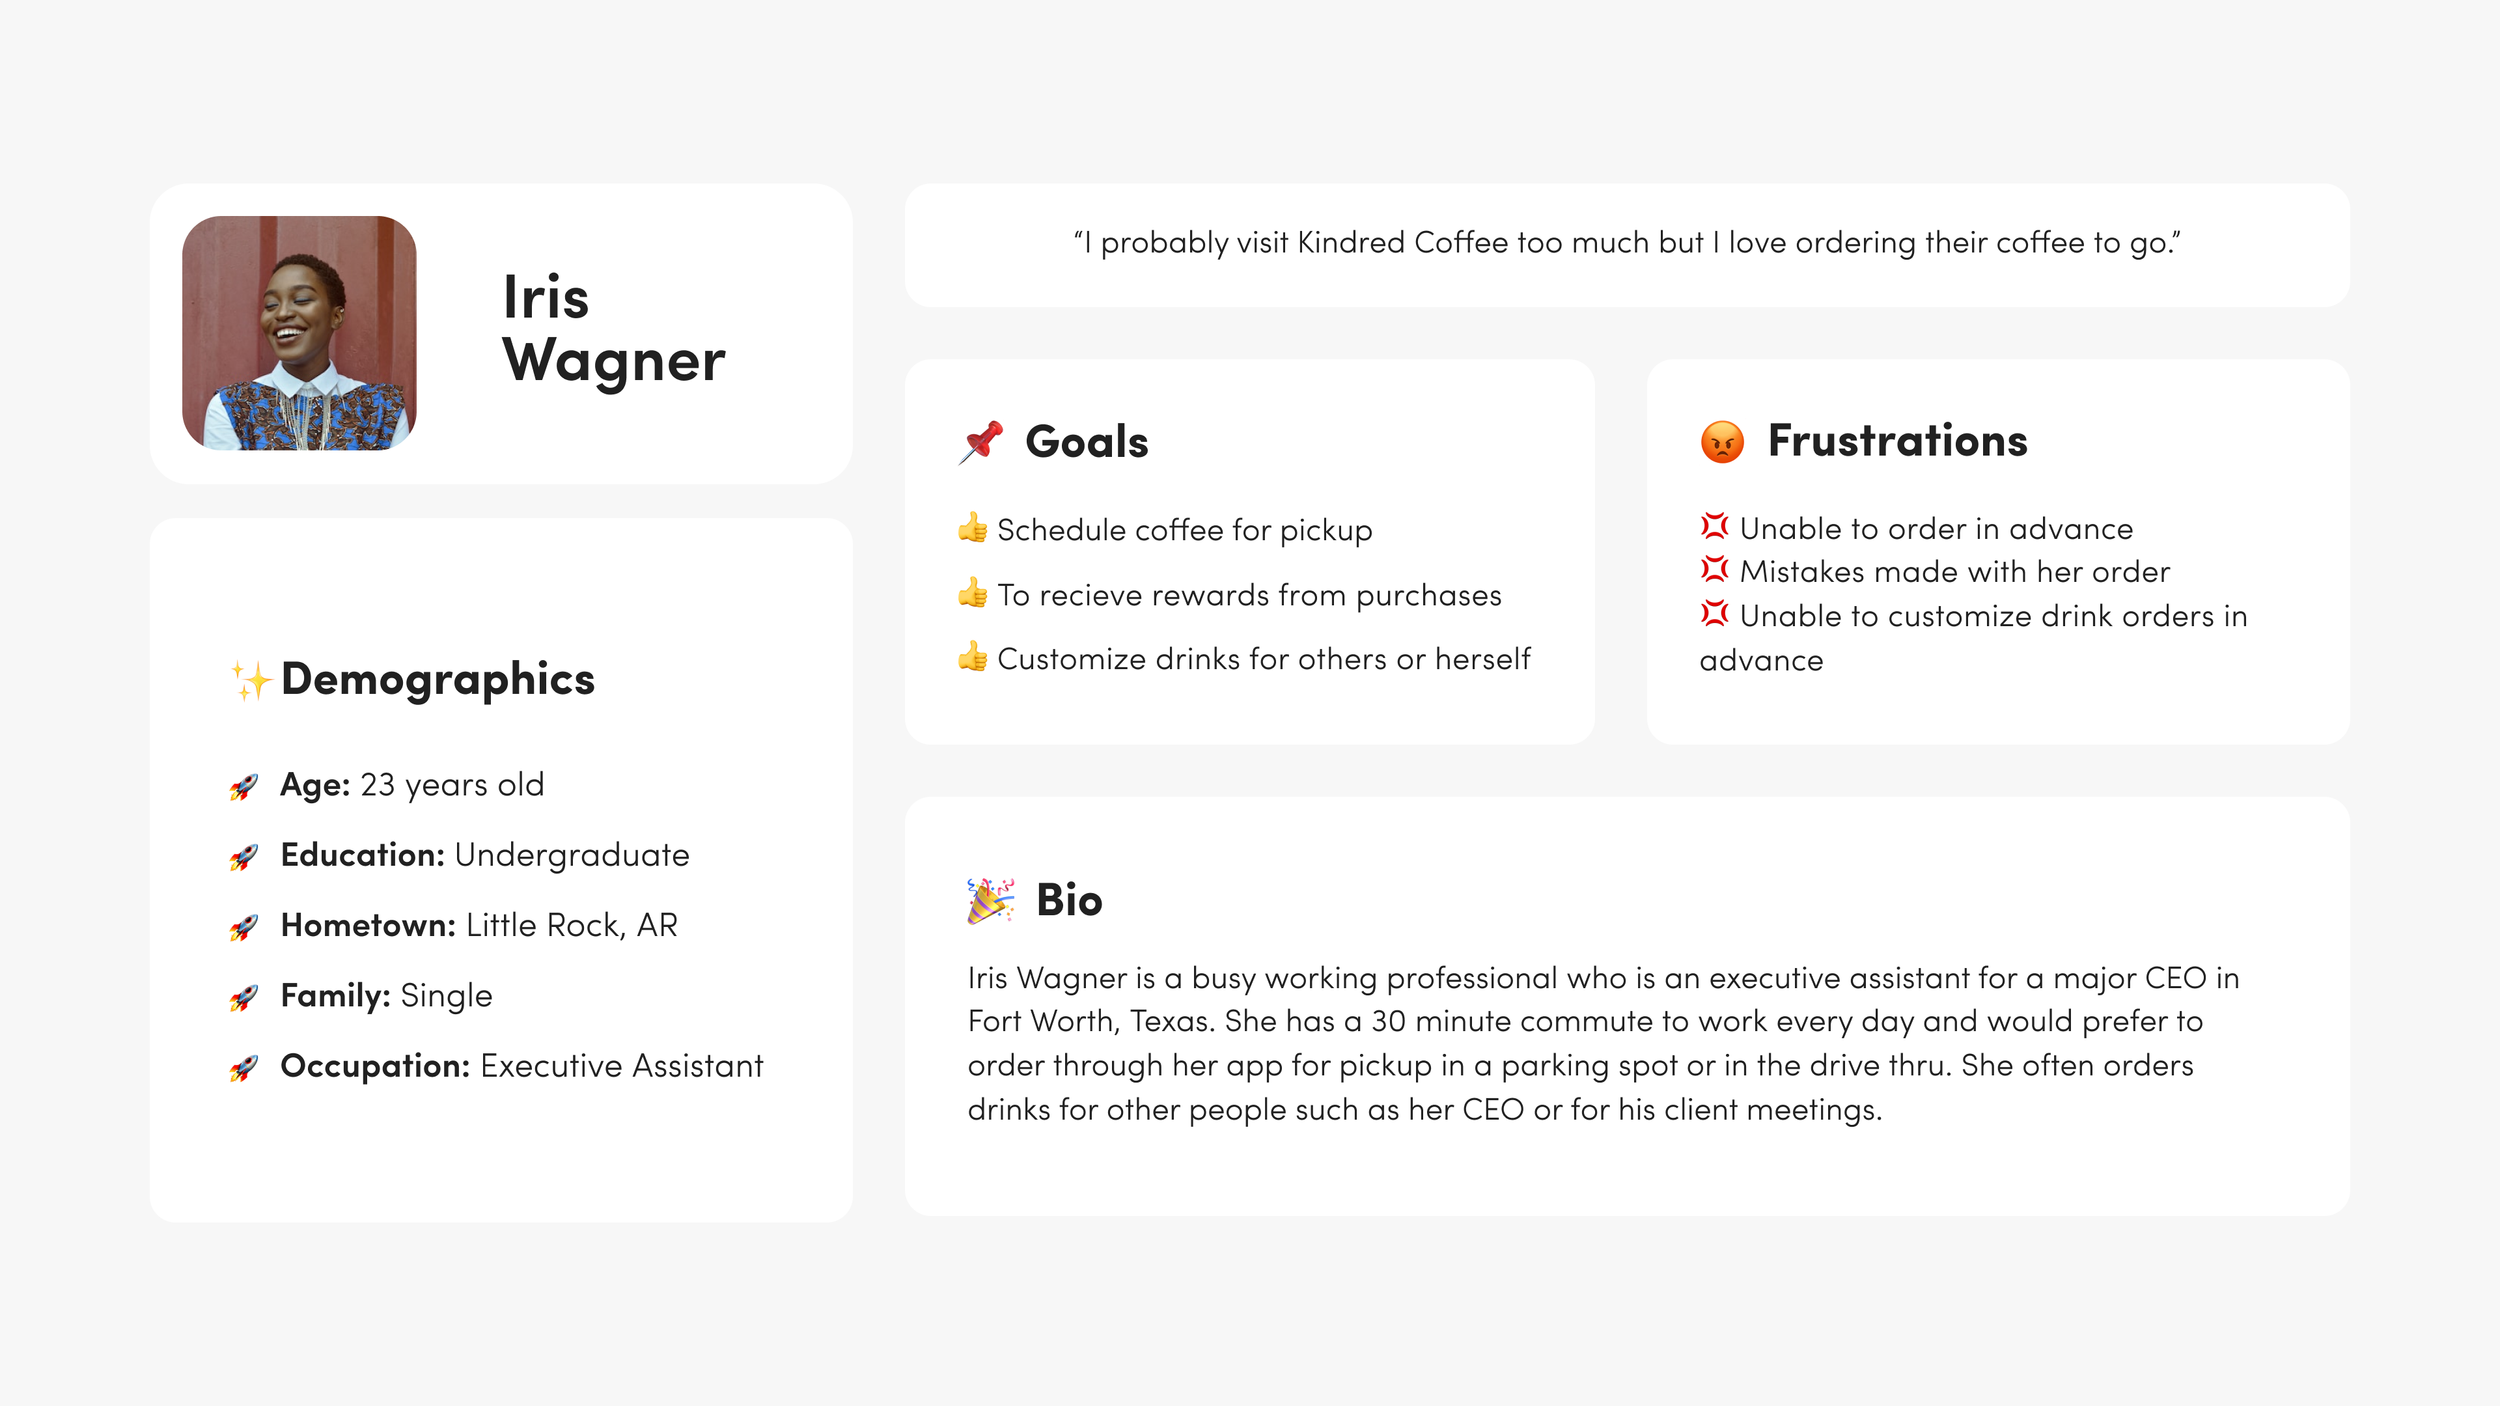 Iris
Wagner
“I probably visit Kindred Coffee too much but I love ordering their coffee to go.”
📌 Goals
👍 Schedule coffee for pickup
👍 To recieve rewards from purchases
👍 Customize drinks for others or herself
😡 Frustrations
💢 Unable to order in advance
💢 Mistakes made with her order
💢 Unable to customize drink orders in
advance
✨Demographics
🚀 Age: 23 years old
🚀 Education: Undergraduate
🚀 Hometown: Little Rock, AR
🚀 Family: Single
🚀 Occupation: Executive Assistant
🎉 Bio
Iris Wagner is a busy working professional who is an executive assistant for a major CEO in
Fort Worth, Texas. She has a 30 minute commute to work every day and would prefer to
order through her app for pickup in a parking spot or in the drive thru. She often orders
drinks for other people such as her CEO or for his client meetings.